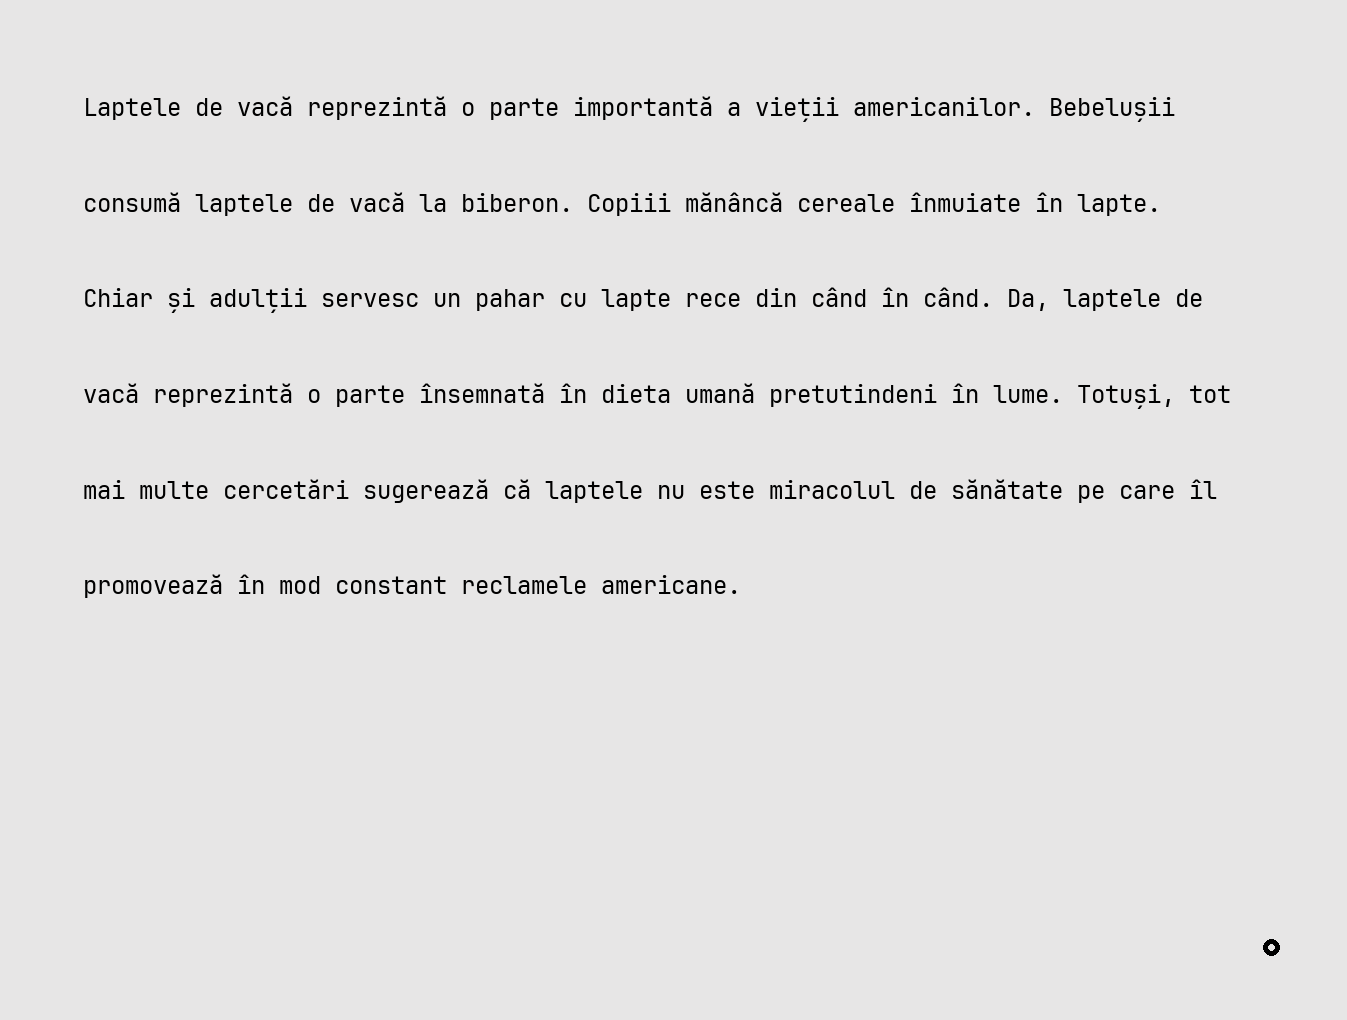 Laptele de vacă reprezintă o parte importantă a vieții americanilor. Bebelușii
consumă laptele de vacă la biberon. Copiii mănâncă cereale înmuiate în lapte.
Chiar și adulții servesc un pahar cu lapte rece din când în când. Da, laptele de
vacă reprezintă o parte însemnată în dieta umană pretutindeni în lume. Totuși, tot
mai multe cercetări sugerează că laptele nu este miracolul de sănătate pe care îl
promovează în mod constant reclamele americane.